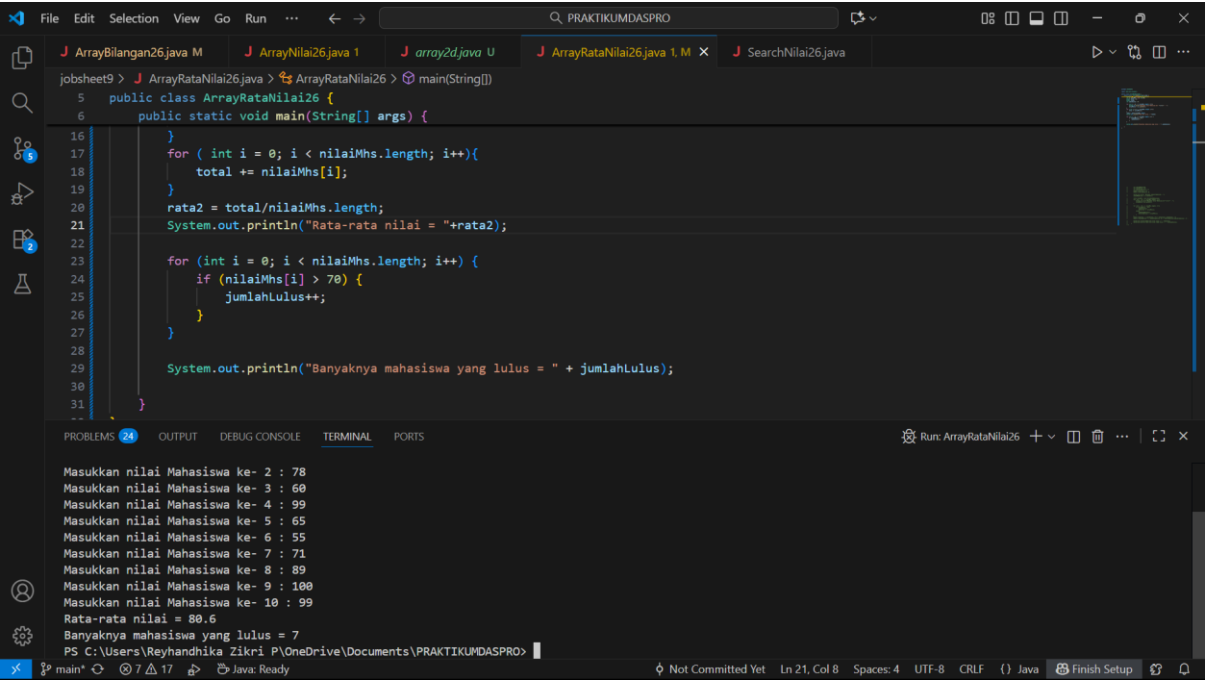 File Edit Selection View Go Run ··· ← → PRAKTIKUMDASPRO
J ArrayBilangan26.java M J ArrayNilai26.java 1 J array2d.java U J ArrayRataNilai26.java 1, M × J SearchNilai26.java
jobsheet9 > J ArrayRataNilai26.java > ArrayRataNilai26 > main(String[])
5 public class ArrayRataNilai26 {
6 public static void main(String[] args) {
16 }
17 for ( int i = 0; i < nilaiMhs.length; i++){
18 total += nilaiMhs[i];
19 }
20 rata2 = total/nilaiMhs.length;
21 System.out.println("Rata-rata nilai = "+rata2);
22
23 for (int i = 0; i < nilaiMhs.length; i++) {
24 if (nilaiMhs[i] > 70) {
25 jumlahLulus++;
26 }
27 }
28
29 System.out.println("Banyaknya mahasiswa yang lulus = " + jumlahLulus);
30
31 }
5
2
PROBLEMS 24 OUTPUT DEBUG CONSOLE TERMINAL PORTS Run: ArrayRataNilai26
Masukkan nilai Mahasiswa ke- 2 : 78
Masukkan nilai Mahasiswa ke- 3 : 60
Masukkan nilai Mahasiswa ke- 4 : 99
Masukkan nilai Mahasiswa ke- 5 : 65
Masukkan nilai Mahasiswa ke- 6 : 55
Masukkan nilai Mahasiswa ke- 7 : 71
Masukkan nilai Mahasiswa ke- 8 : 89
Masukkan nilai Mahasiswa ke- 9 : 100
Masukkan nilai Mahasiswa ke- 10 : 99
Rata-rata nilai = 80.6
Banyaknya mahasiswa yang lulus = 7
PS C:\Users\Reyhandhika Zikri P\OneDrive\Documents\PRAKTIKUMDASPRO>
main* 7 17 Java: Ready Not Committed Yet Ln 21, Col 8 Spaces: 4 UTF-8 CRLF {} Java Finish Setup